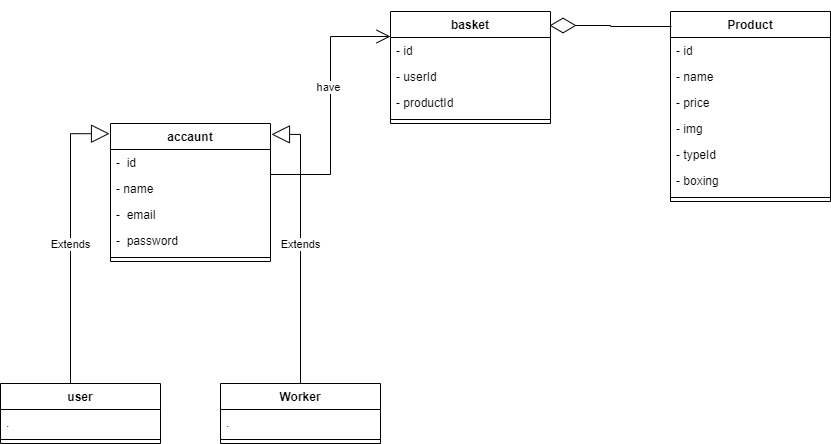 basket
- id
- userId
- productId
Product
- id
- name
- price
- img
- typeId
- boxing
have
accaunt
- id
- name
- email
- password
Extends
Extends
user
.
Worker
.